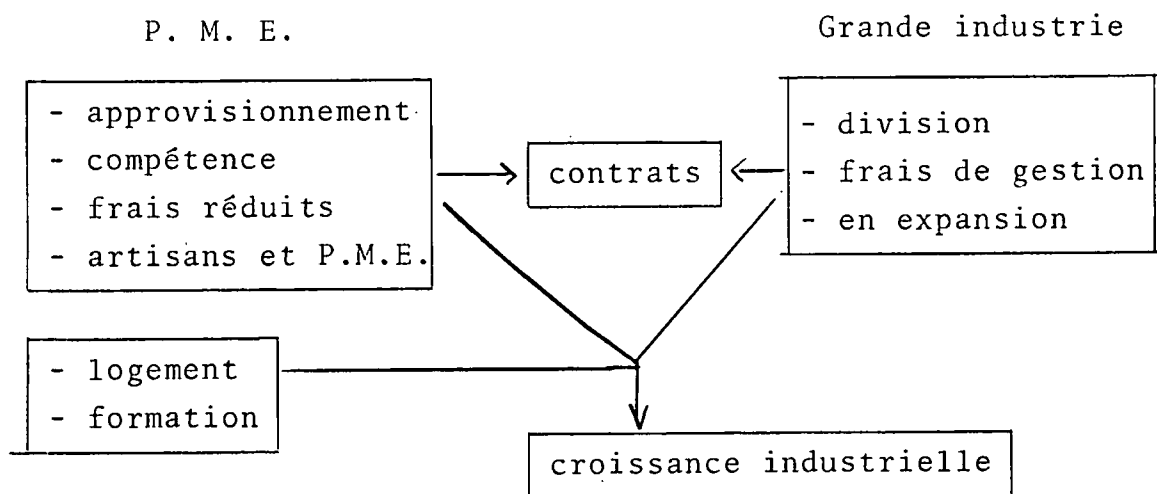 P. M. E.
Grande industrie
- approvisionnement
- compétence
- frais réduits
- artisans et P.M.E.
contrats
- division
- frais de gestion
- en expansion
- logement
- formation
croissance industrielle